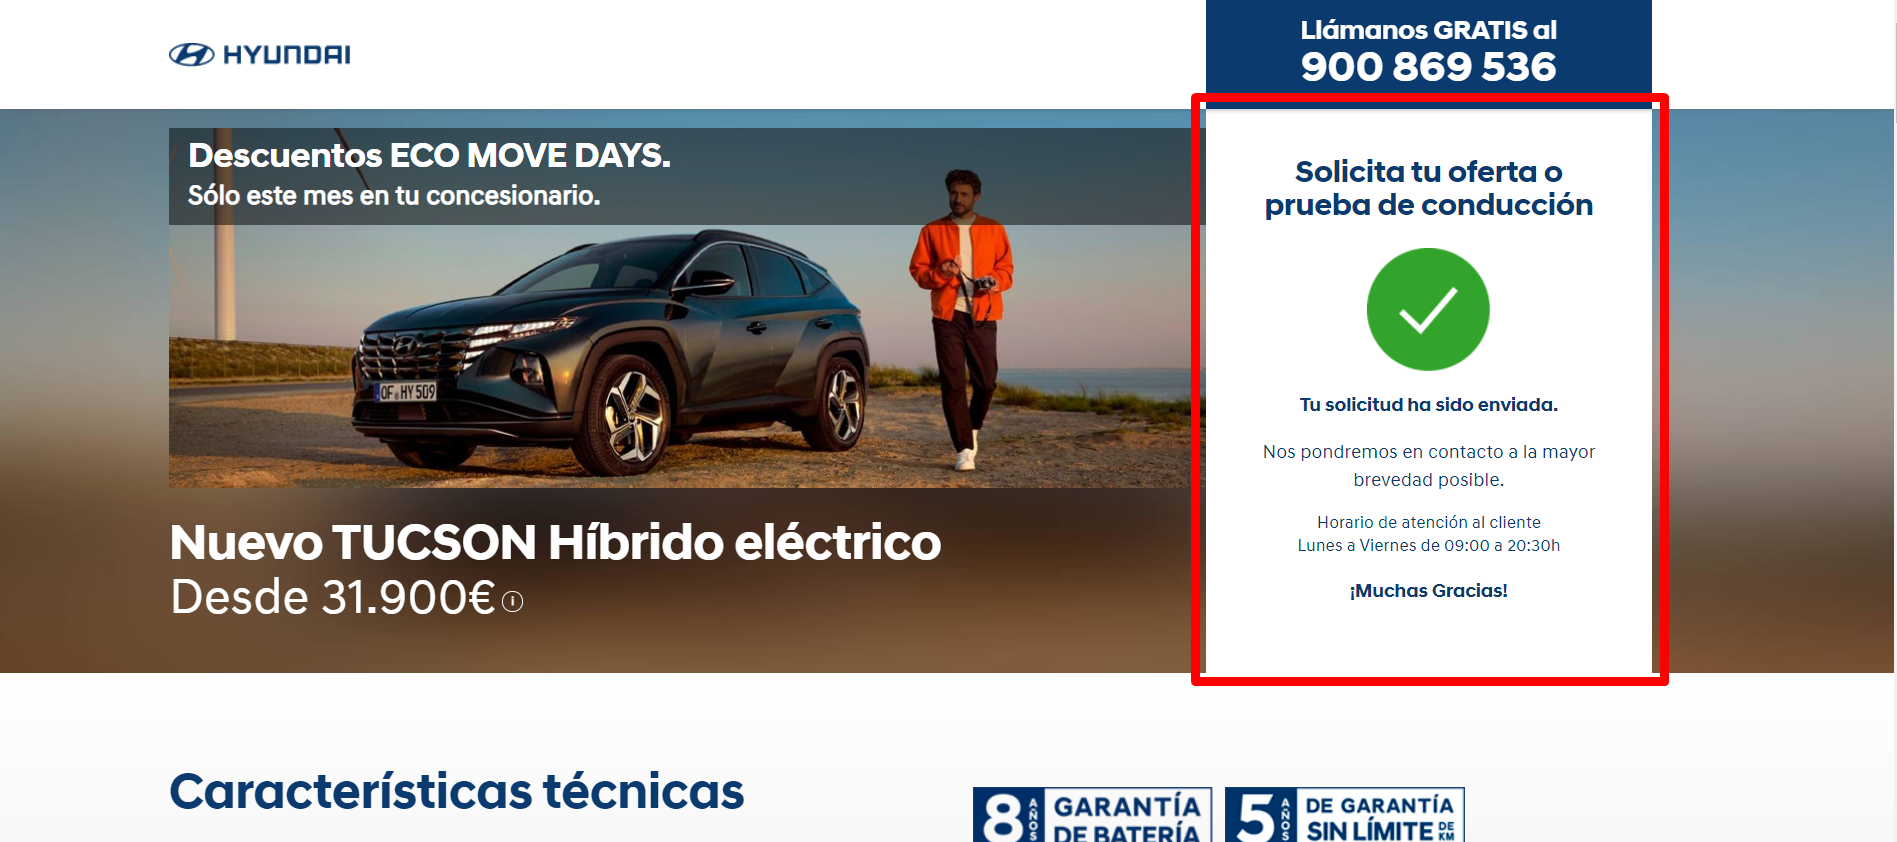 HYUNDAI
Llámanos GRATIS al
900 869 536
Descuentos ECO MOVE DAYS.
Sólo este mes en tu concesionario.
OF HY 509
Nuevo TUCSON Híbrido eléctrico
Desde 31.900€
Solicita tu oferta o
prueba de conducción
Tu solicitud ha sido enviada.
Nos pondremos en contacto a la mayor
brevedad posible.
Horario de atención al cliente
Lunes a Viernes de 09:00 a 20:30h
¡Muchas Gracias!
Características técnicas
8 AÑOS
GARANTÍA
DE BATERÍA
5 AÑOS
DE GARANTÍA
SIN LÍMITE DE KM